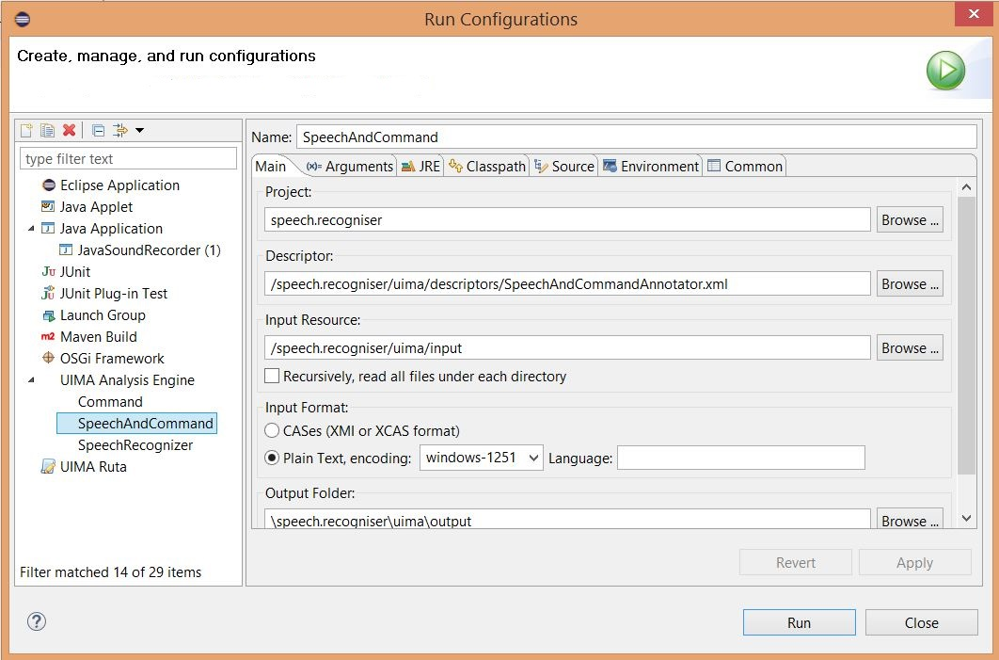 Run Configurations
Create, manage, and run configurations
type filter text
Eclipse Application
Java Applet
Java Application
JavaSoundRecorder (1)
Ju JUnit
JUnit Plug-in Test
Launch Group
m2 Maven Build
OSGi Framework
UIMA Analysis Engine
Command
SpeechAndCommand
SpeechRecognizer
UIMA Ruta
Filter matched 14 of 29 items
Name: SpeechAndCommand
Main (x)= Arguments JRE Classpath Source Environment Common
Project:
speech.recogniser Browse ...
Descriptor:
/speech.recogniser/uima/descriptors/SpeechAndCommandAnnotator.xml Browse ...
Input Resource:
/speech.recogniser/uima/input Browse ...
Recursively, read all files under each directory
Input Format:
CASes (XMI or XCAS format)
Plain Text, encoding: windows-1251 Language:
Output Folder:
\speech.recogniser\uima\output Browse ...
Revert Apply
? Run Close